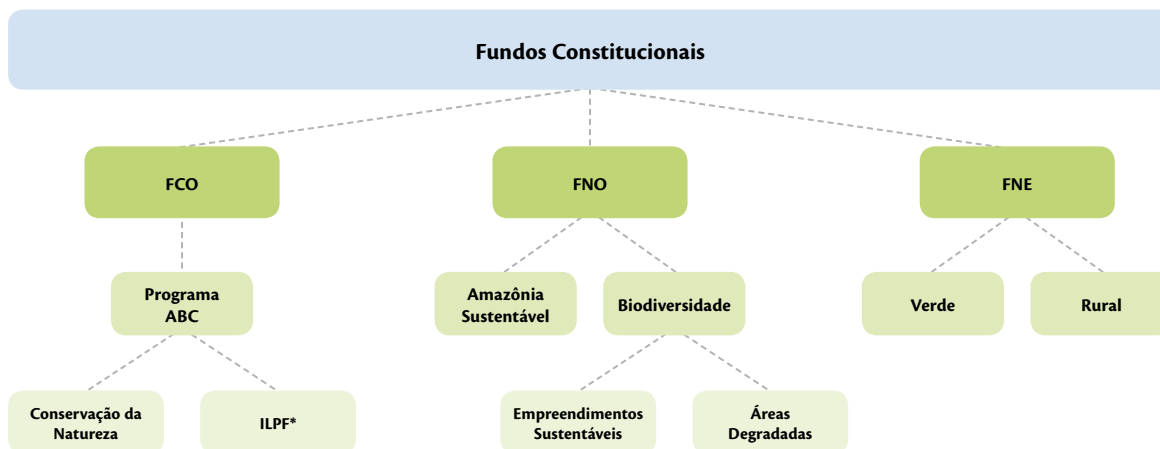 Fundos Constitucionais
FCO
FNO
FNE
Programa
ABC
Amazônia
Sustentável
Biodiversidade
Verde
Rural
Conservação da
Natureza
ILPF*
Empreendimentos
Sustentáveis
Áreas
Degradadas